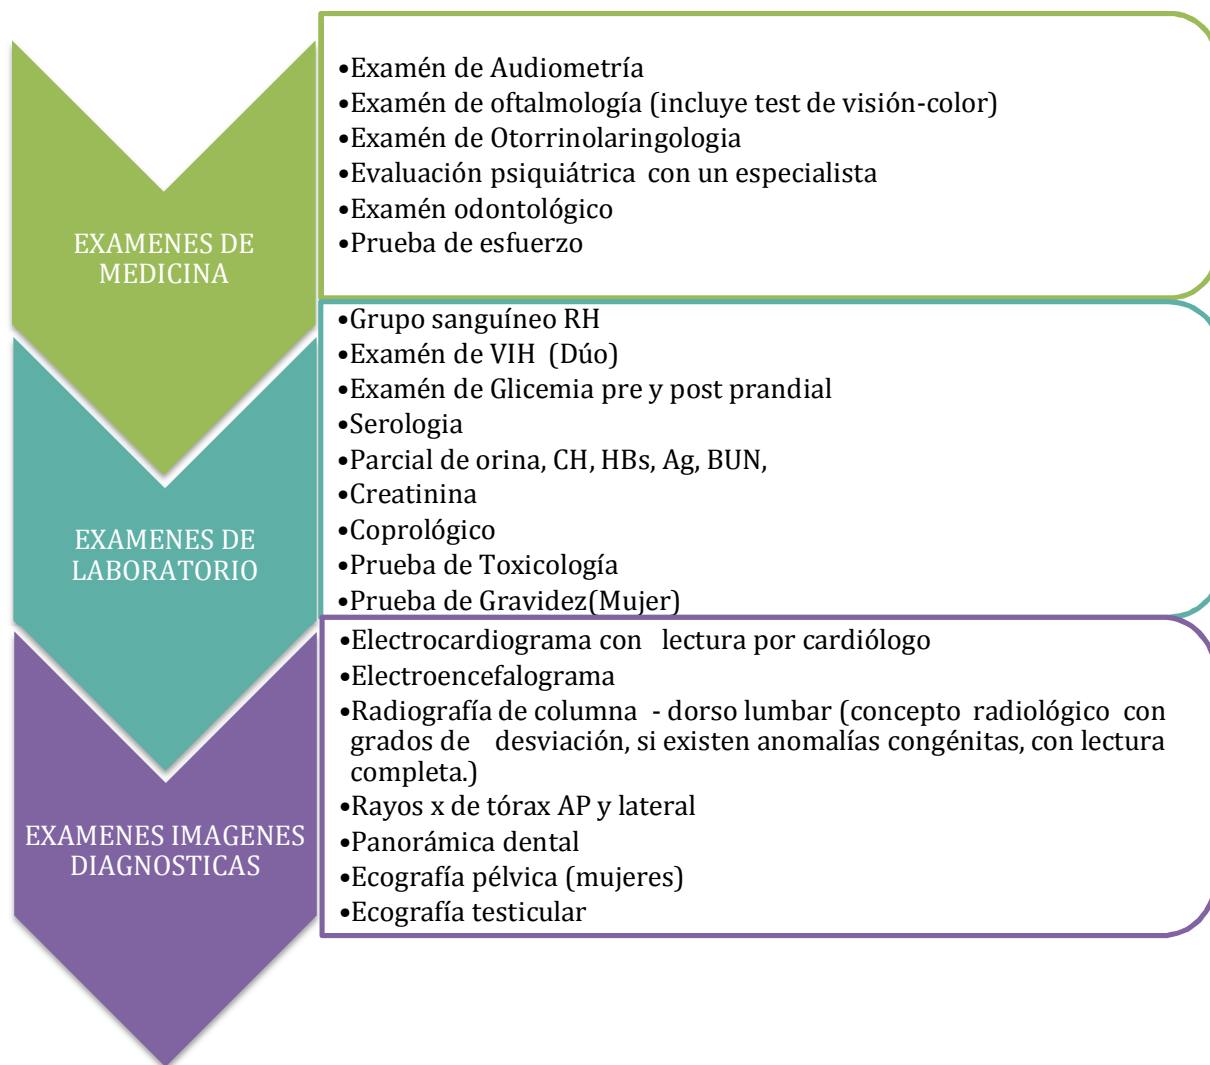 EXAMENES DE
MEDICINA
•Examén de Audiometría
•Examén de oftalmología (incluye test de visión-color)
•Examén de Otorrinolaringologia
•Evaluación psiquiátrica con un especialista
•Examén odontológico
•Prueba de esfuerzo
EXAMENES DE
LABORATORIO
•Grupo sanguíneo RH
•Examén de VIH (Dúo)
•Examén de Glicemia pre y post prandial
•Serologia
•Parcial de orina, CH, HBs, Ag, BUN,
•Creatinina
•Coprológico
•Prueba de Toxicología
•Prueba de Gravidez(Mujer)
EXAMENES IMAGENES
DIAGNOSTICAS
•Electrocardiograma con lectura por cardiólogo
•Electroencefalograma
•Radiografía de columna - dorso lumbar (concepto radiológico con
grados de desviación, si existen anomalías congénitas, con lectura
completa.)
•Rayos x de tórax AP y lateral
•Panorámica dental
•Ecografía pélvica (mujeres)
•Ecografía testicular